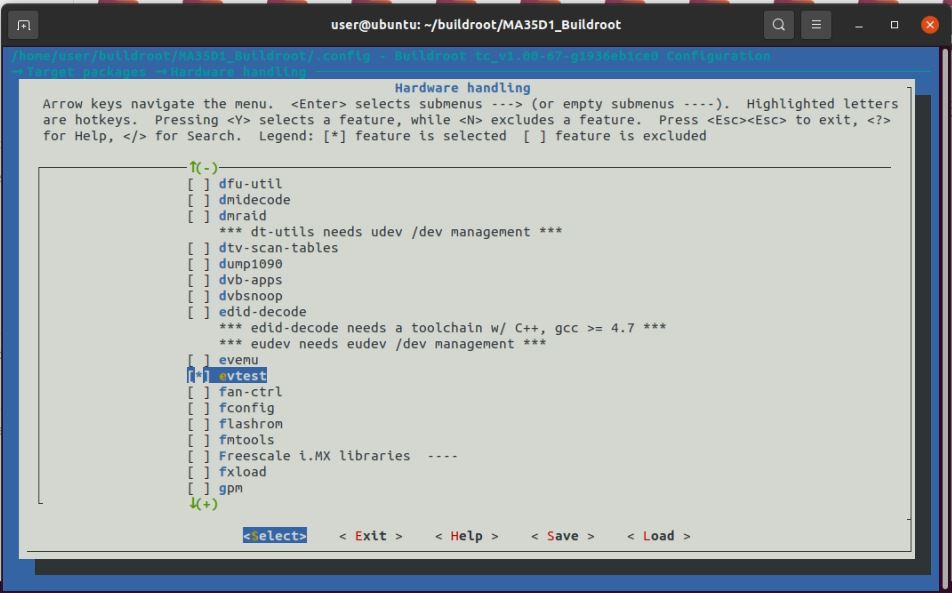 user@ubuntu: ~/buildroot/MA35D1_Buildroot
/home/user/buildroot/MA35D1_Buildroot/.config - Buildroot tc_v1.00-67-g1936eb1ce0 Configuration
→ Target packages → Hardware handling
Hardware handling
Arrow keys navigate the menu. <Enter> selects submenus ---> (or empty submenus ----). Highlighted letters
are hotkeys. Pressing <Y> selects a feature, while <N> excludes a feature. Press <Esc><Esc> to exit, <?>
for Help, </> for Search. Legend: [*] feature is selected [ ] feature is excluded
↑(-)
[ ] dfu-util
[ ] dmidecode
[ ] dmraid
*** dt-utils needs udev /dev management ***
[ ] dtv-scan-tables
[ ] dump1090
[ ] dvb-apps
[ ] dvbsnoop
[ ] edid-decode
*** edid-decode needs a toolchain w/ C++, gcc >= 4.7 ***
*** eudev needs eudev /dev management ***
[ ] evemu
[*] evtest
[ ] fan-ctrl
[ ] fconfig
[ ] flashrom
[ ] fmtools
[ ] Freescale i.MX libraries ----
[ ] fxload
[ ] gpm
↓(+)
<Select> < Exit > < Help > < Save > < Load >